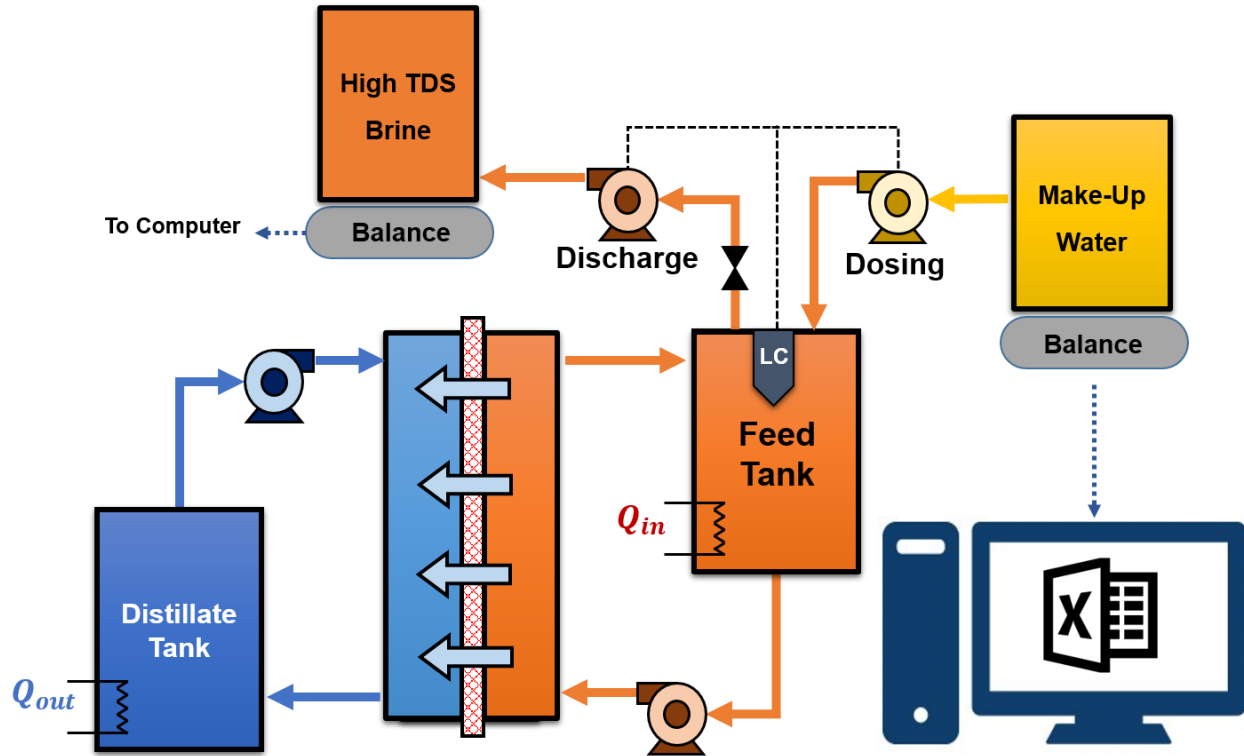 High TDS
Brine
To Computer
Balance
Discharge
Dosing
Make-Up
Water
Balance
LC
Feed
Tank
Q_in
Distillate
Tank
Q_out
X